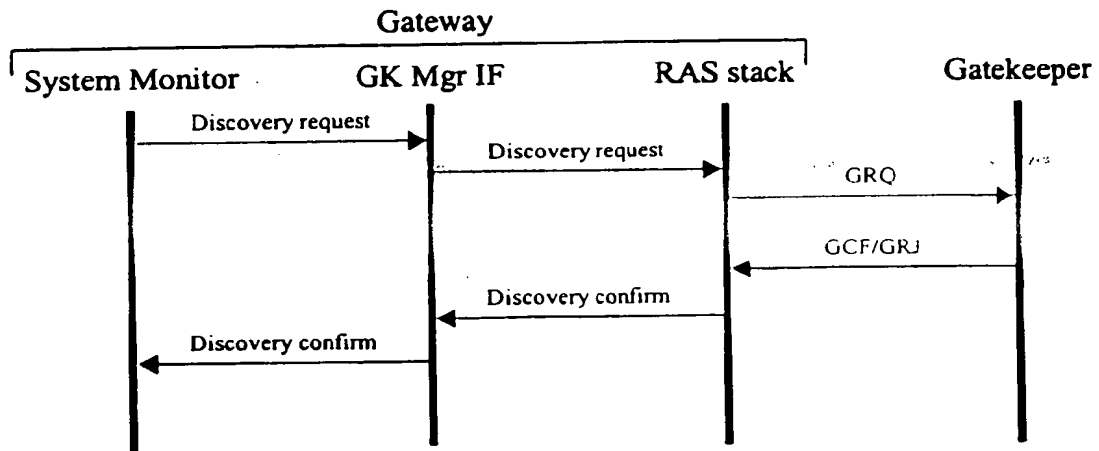 Gateway
System Monitor
GK Mgr IF
RAS stack
Gatekeeper
Discovery request
Discovery request
GRQ
GCF/GRJ
Discovery confirm
Discovery confirm